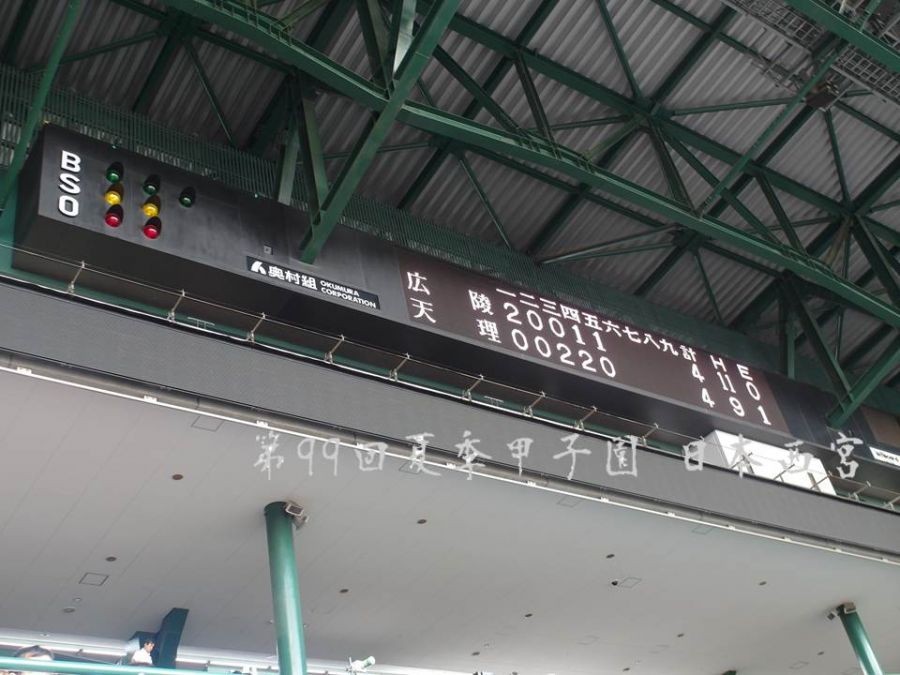 B
S
O
奥村組 OKUMURA CORPORATION
一二三四五六七八九計 H E
広陵 20011 4 11 0
天理 00220 4 9 1
第99回夏季甲子園 日本西宮